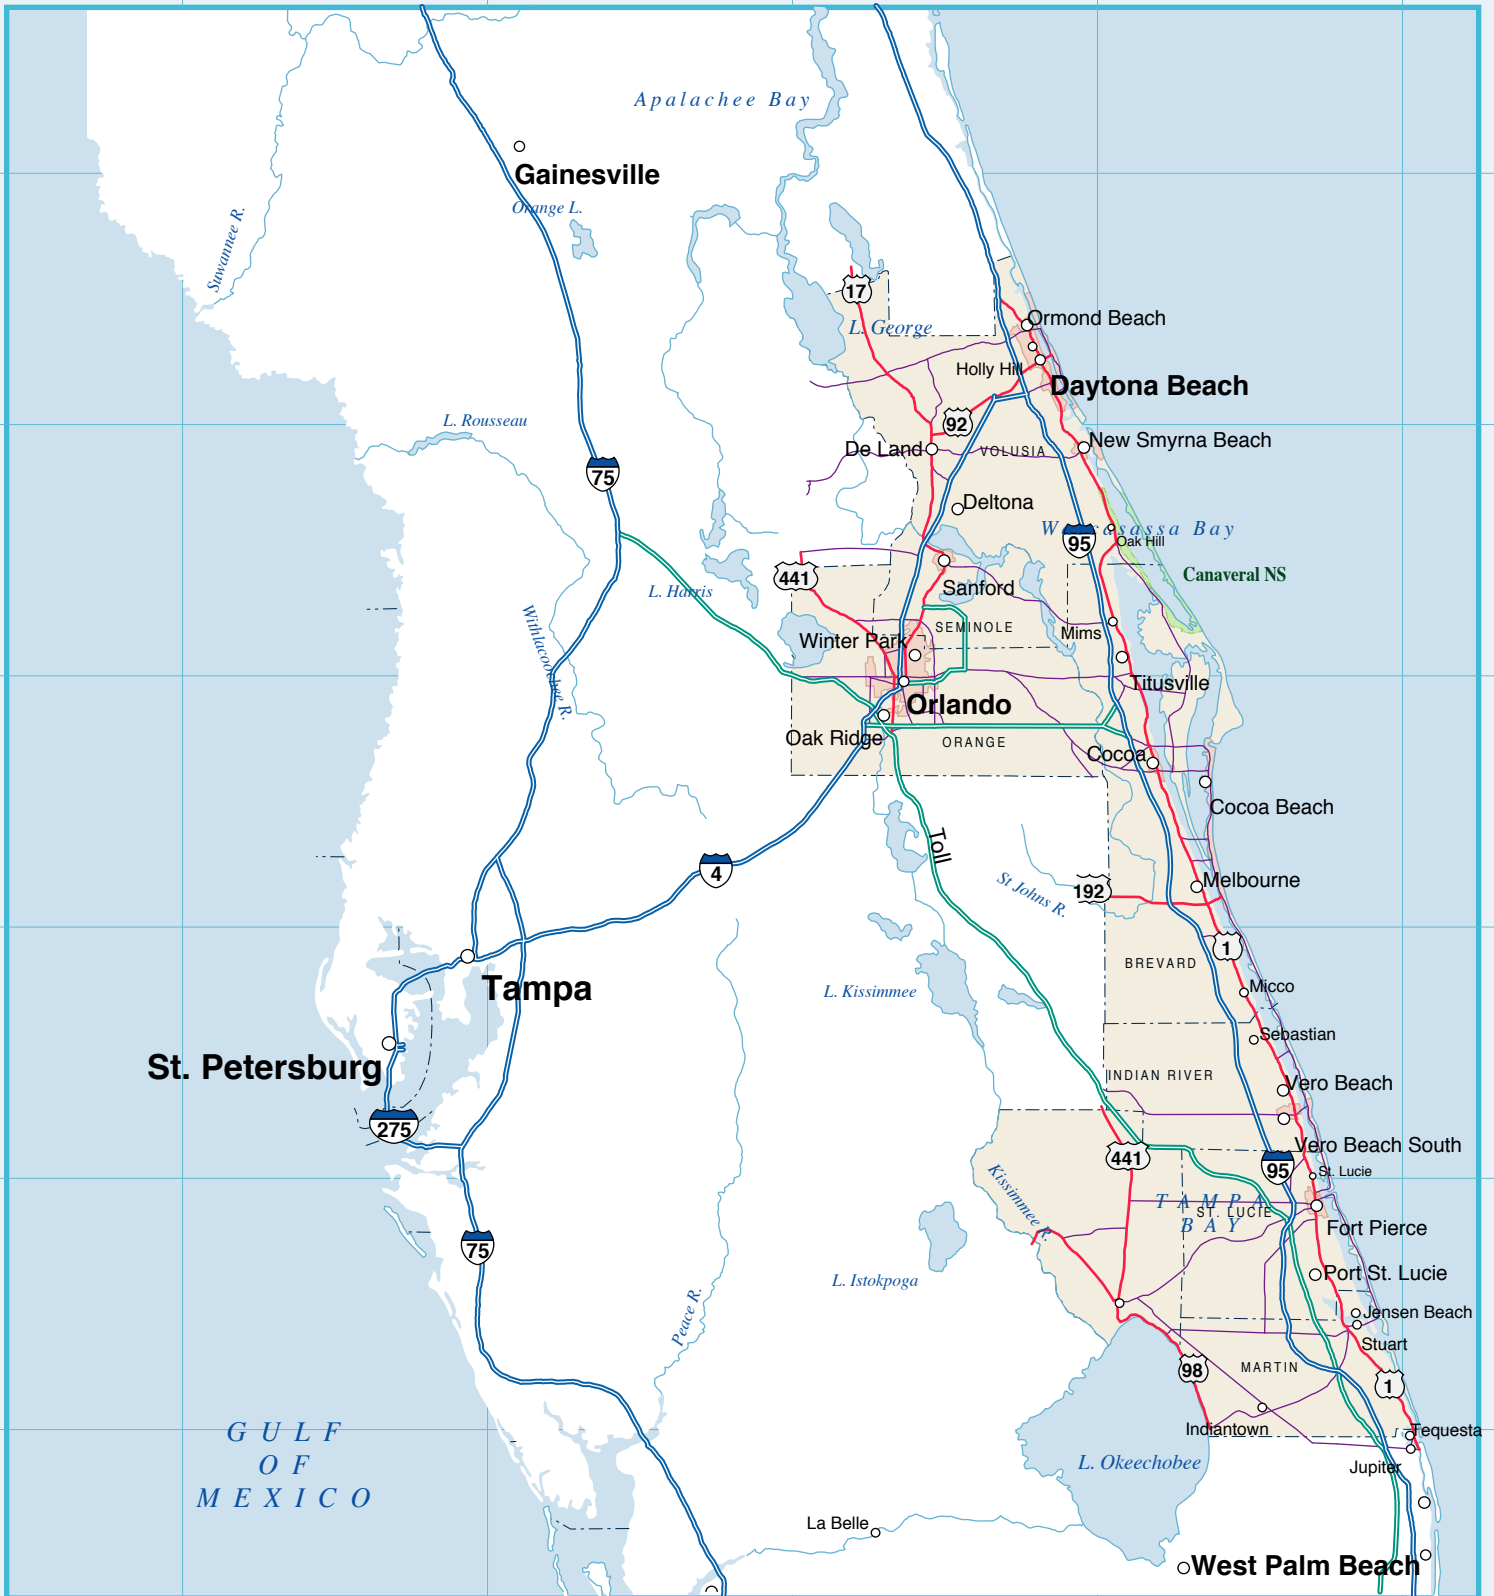 Apalachee Bay
Gainesville
Orange L.
Suwannee R.
17
Ormond Beach
L. George
Holly Hill
Daytona Beach
92
L. Rousseau
New Smyrna Beach
De Land
VOLUSIA
75
Deltona
Waccasassa Bay
95
Oak Hill
Canaveral NS
441
L. Harris
Sanford
Withlacoochee R.
SEMINOLE
Mims
Winter Park
Titusville
Orlando
Oak Ridge
ORANGE
Cocoa
Cocoa Beach
Toll
4
St Johns R.
192
Melbourne
1
BREVARD
Tampa
L. Kissimmee
Micco
Sebastian
St. Petersburg
INDIAN RIVER
Vero Beach
275
441
Vero Beach South
95
St. Lucie
Kissimmee R.
TAMPA
BAY
ST. LUCIE
Fort Pierce
75
L. Istokpoga
Port St. Lucie
Peace R.
Jensen Beach
Stuart
98
MARTIN
1
Indiantown
Tequesta
GULF
OF
MEXICO
L. Okeechobee
Jupiter
La Belle
West Palm Beach